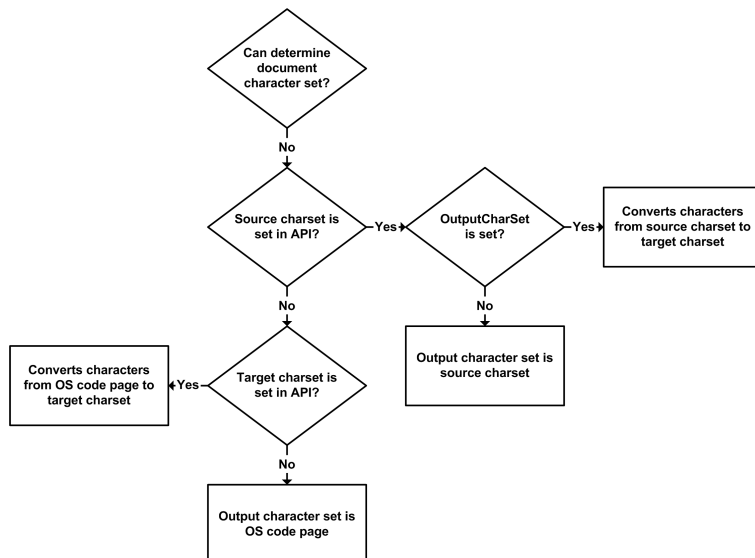 Can determine
document
character set?
No
Source charset is
set in API?
Yes
OutputCharSet
is set?
Yes
Converts characters
from source charset to
target charset
No
No
Output character set is
source charset
Converts characters
from OS code page to
target charset
Yes
Target charset is
set in API?
No
Output character set is
OS code page